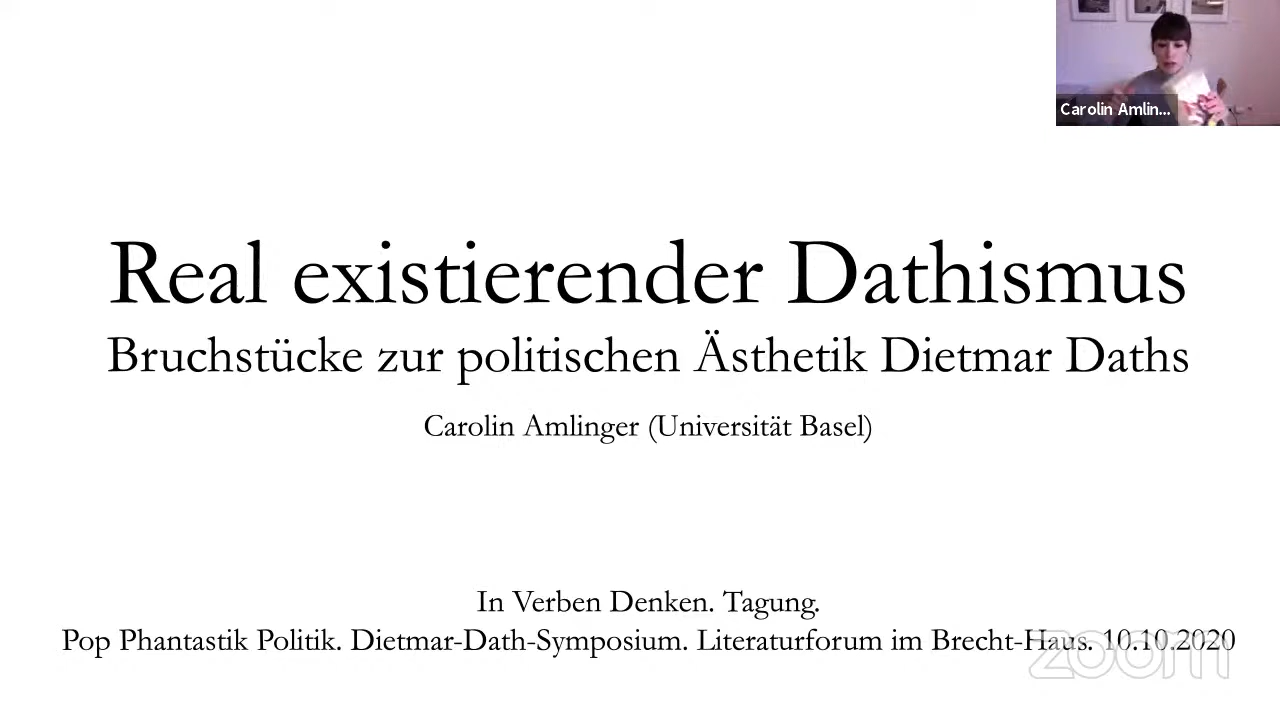 Carolin Amlin...
Real existierender Dathismus
Bruchstücke zur politischen Ästhetik Dietmar Daths
Carolin Amlinger (Universität Basel)
In Verben Denken. Tagung.
Pop Phantastik Politik. Dietmar-Dath-Symposium. Literaturforum im Brecht-Haus. 10.10.2020
zoom